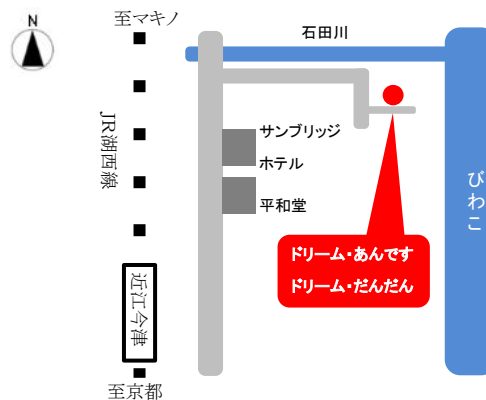 N
至マキノ
石田川
JR湖西線
サンブリッジ
ホテル
平和堂
びわこ
ドリーム・あんです
ドリーム・だんだん
近江今津
至京都